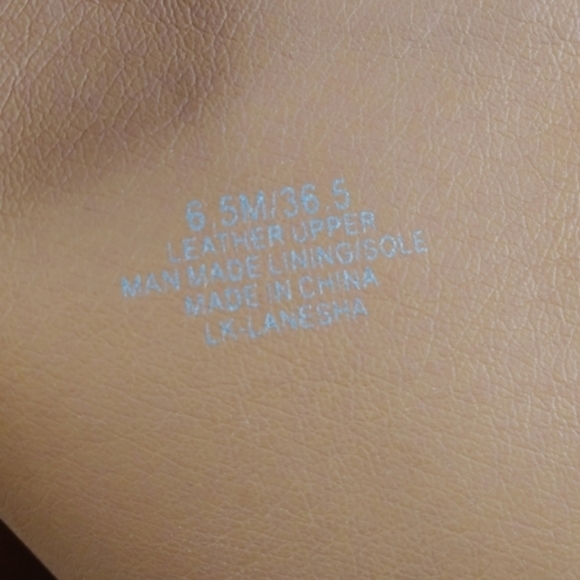 6.5M/36.5
LEATHER UPPER
MAN MADE LINING/SOLE
MADE IN CHINA
LK-LANESHA